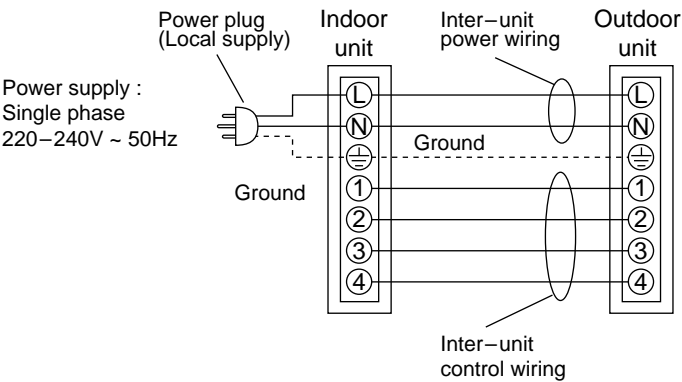 Power plug
(Local supply)
Indoor
unit
Inter−unit
power wiring
Outdoor
unit
Power supply :
Single phase
220−240V ~ 50Hz
L
L
N
N
Ground
Ground
1
1
2
2
3
3
4
4
Inter−unit
control wiring